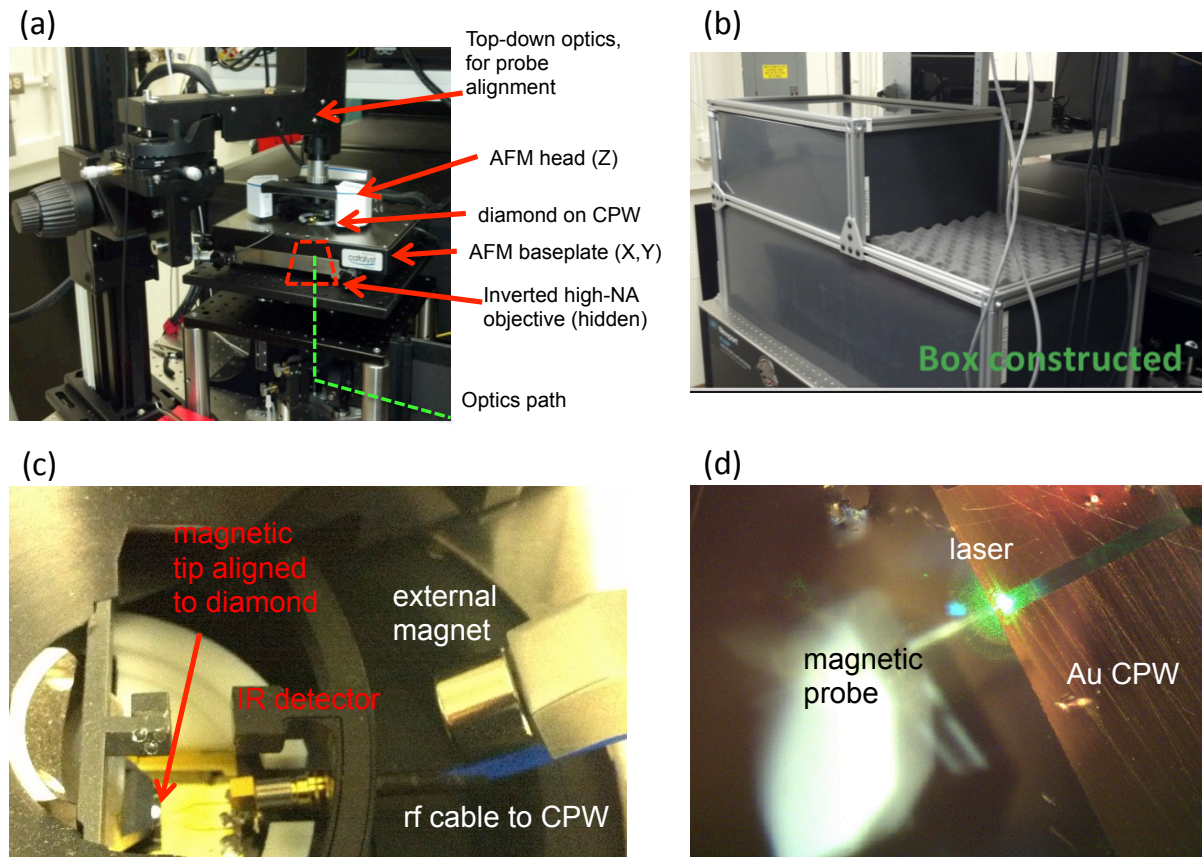 (a)
Top-down optics,
for probe
alignment
AFM head (Z)
diamond on CPW
AFM baseplate (X,Y)
catalyst
Inverted high-NA
objective (hidden)
Optics path
(b)
Box constructed
(c)
magnetic
tip aligned
to diamond
external
magnet
IR detector
rf cable to CPW
(d)
laser
magnetic
probe
Au CPW